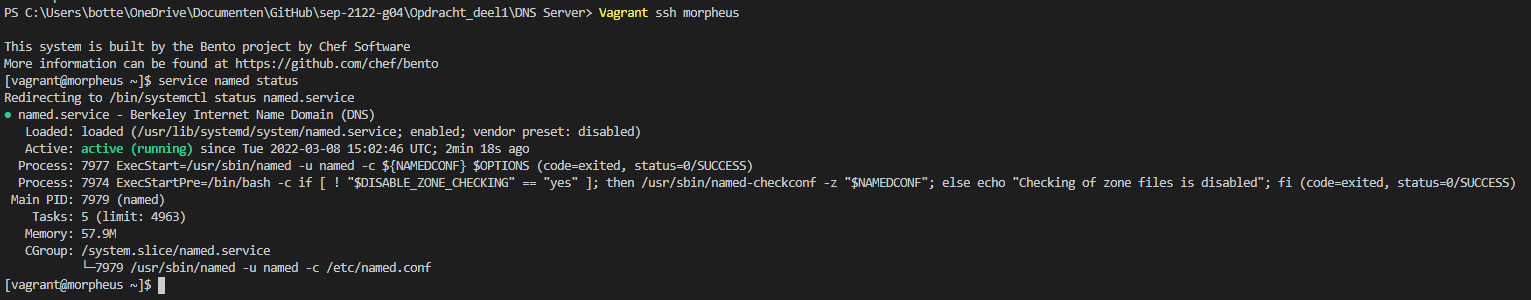 PS C:\Users\botte\OneDrive\Documenten\GitHub\sep-2122-g04\Opdracht_deel1\DNS Server> Vagrant ssh morpheus

This system is built by the Bento project by Chef Software
More information can be found at https://github.com/chef/bento
[vagrant@morpheus ~]$ service named status
Redirecting to /bin/systemctl status named.service
● named.service - Berkeley Internet Name Domain (DNS)
   Loaded: loaded (/usr/lib/systemd/system/named.service; enabled; vendor preset: disabled)
   Active: active (running) since Tue 2022-03-08 15:02:46 UTC; 2min 18s ago
  Process: 7977 ExecStart=/usr/sbin/named -u named -c ${NAMEDCONF} $OPTIONS (code=exited, status=0/SUCCESS)
  Process: 7974 ExecStartPre=/bin/bash -c if [ ! "$DISABLE_ZONE_CHECKING" == "yes" ]; then /usr/sbin/named-checkconf -z "$NAMEDCONF"; else echo "Checking of zone files is disabled"; fi (code=exited, status=0/SUCCESS)
 Main PID: 7979 (named)
    Tasks: 5 (limit: 4963)
   Memory: 57.9M
   CGroup: /system.slice/named.service
           └─7979 /usr/sbin/named -u named -c /etc/named.conf
[vagrant@morpheus ~]$